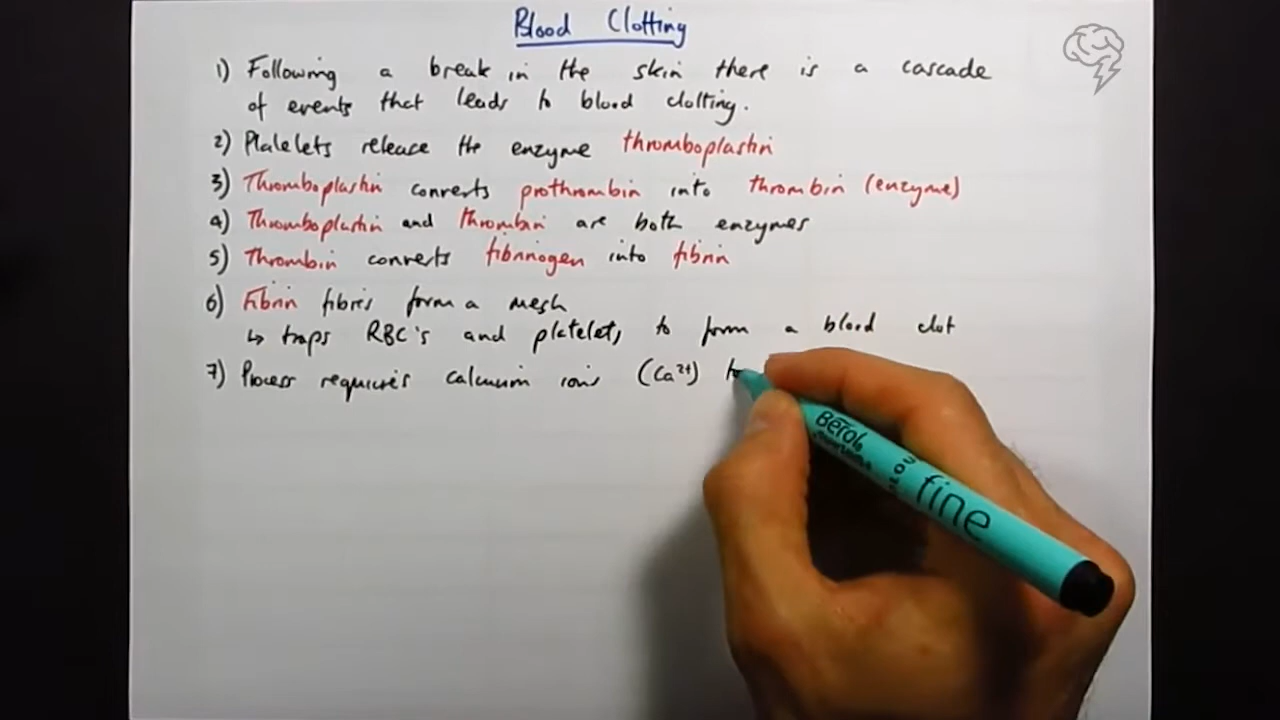 Blood Clotting
1) Following a break in the skin there is a cascade
of events that leads to blood clotting.
2) Platelets release the enzyme thromboplastin
3) Thromboplastin converts prothrombin into thrombin (enzyme)
4) Thromboplastin and thrombin are both enzymes
5) Thrombin converts fibrinogen into fibrin
6) Fibrin fibres form a mesh
↳ traps RBC's and platelets to form a blood clot
7) Process requires calcium ions (Ca²⁺) to
Berol
fine